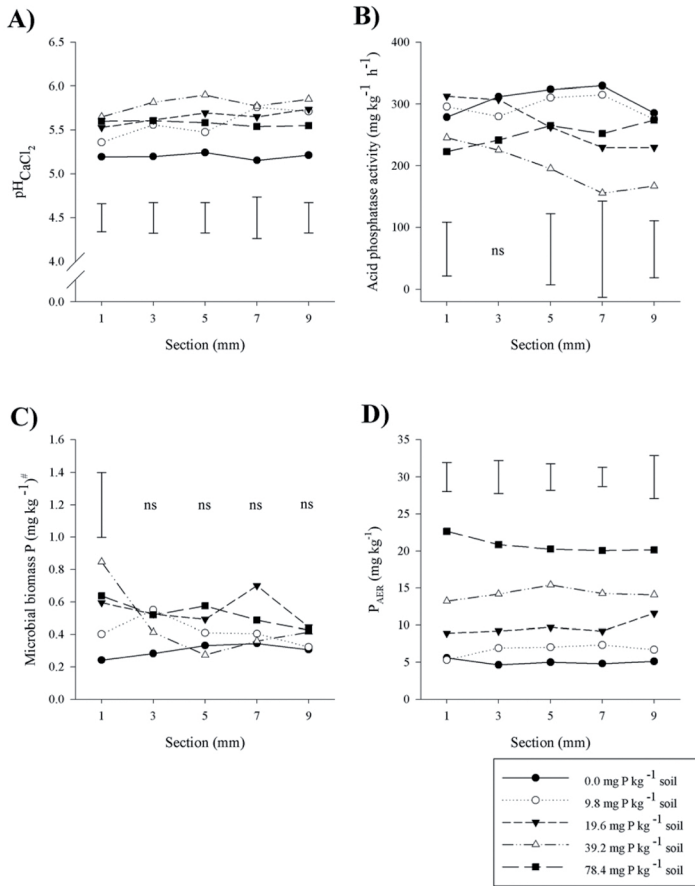 A)
pHCaCl2
6.5
6.0
5.5
5.0
4.5
4.0
0.0
1 3 5 7 9
Section (mm)
B)
Acid phosphatase activity (mg kg-1 h-1)
400
300
200
100
0
ns
1 3 5 7 9
Section (mm)
C)
Microbial biomass P (mg kg-1)#
1.6
1.4
1.2
1.0
0.8
0.6
0.4
0.2
0.0
ns ns ns ns
1 3 5 7 9
Section (mm)
D)
PAER (mg kg-1)
35
30
25
20
15
10
5
0
1 3 5 7 9
Section (mm)
0.0 mg P kg -1 soil
9.8 mg P kg -1 soil
19.6 mg P kg -1 soil
39.2 mg P kg -1 soil
78.4 mg P kg -1 soil